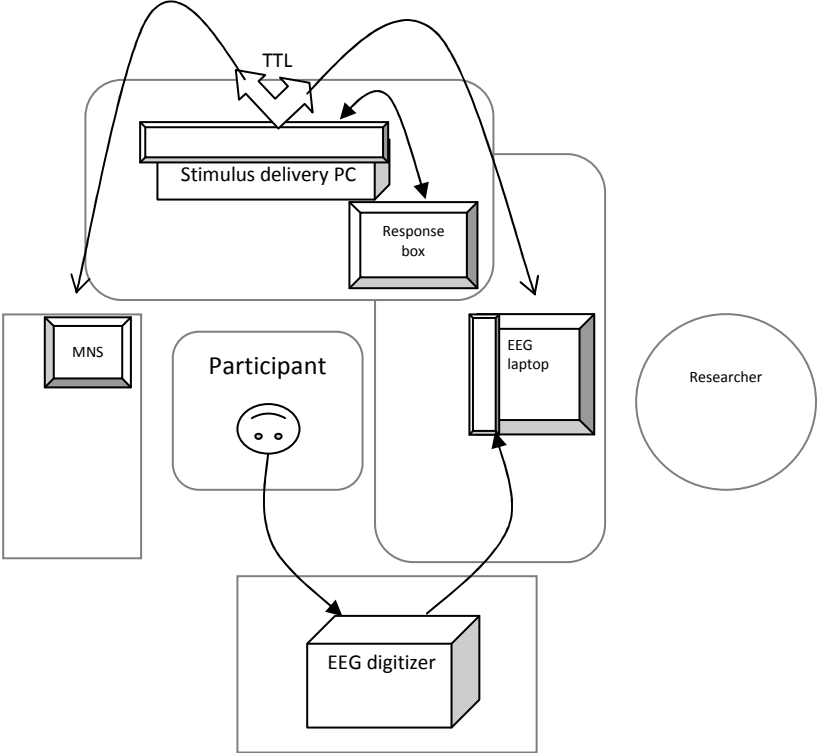 TTL
Stimulus delivery PC
Response
box
MNS
Participant
EEG
laptop
Researcher
EEG digitizer